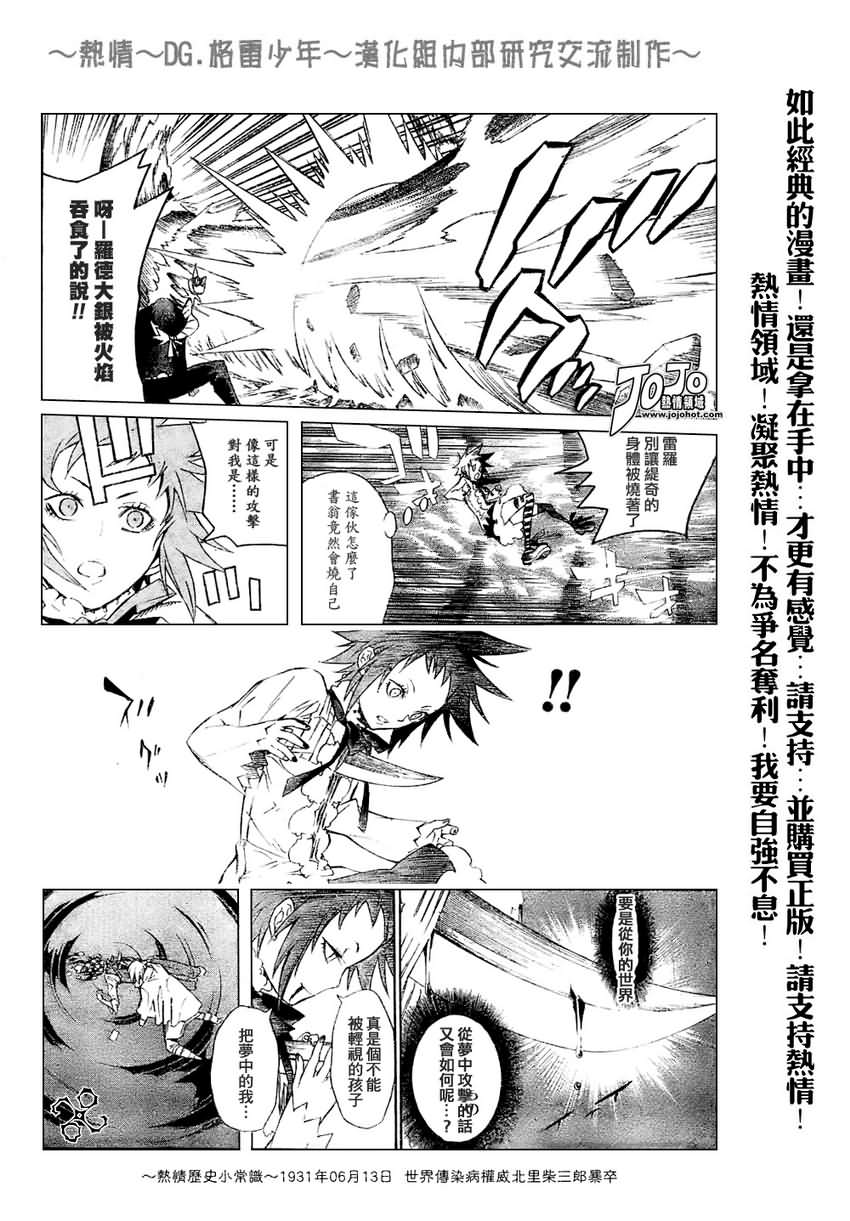 ～熱情～DG.格雷少年～漢化組内部研究交流制作～
如此經典的漫畫！還是拿在手中…才更有感覺…請支持…並購買正版！請支持熱情！
熱情領域！凝聚熱情！不為爭名奪利！我要自強不息！
呀－羅德大銀被火焰
吞食了的說!!
JOJO
熱情領域
www.jojohot.com
雷羅
別讓緹奇的
身體被燒著了
這傢伙怎麼了
書翁竟然會燒自己
可是
像這樣的攻擊
對我是……
!!
要是從你的世界
從夢中攻擊的話
又會如何呢…?
真是個不能
被輕視的孩子
把夢中的我…
～熱情歷史小常識～1931年06月13日 世界傳染病權威北里柴三郎暴卒